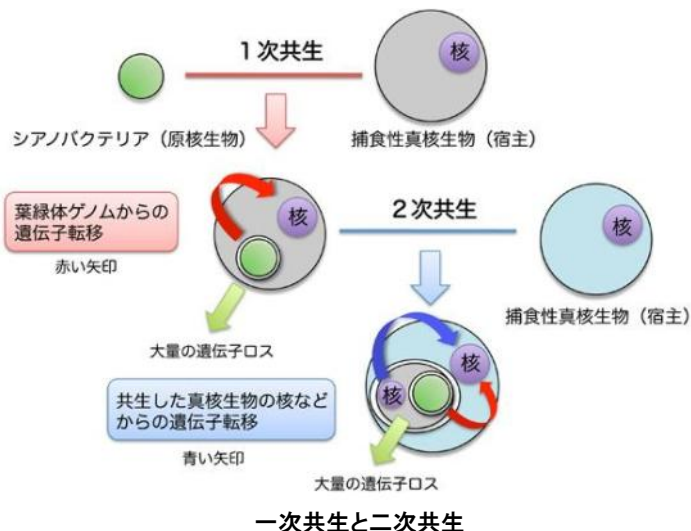 1次共生
核
シアノバクテリア（原核生物）
捕食性真核生物（宿主）
葉緑体ゲノムからの
遺伝子転移
赤い矢印
核
2次共生
核
捕食性真核生物（宿主）
大量の遺伝子ロス
共生した真核生物の核など
からの遺伝子転移
青い矢印
核
核
大量の遺伝子ロス
一次共生と二次共生